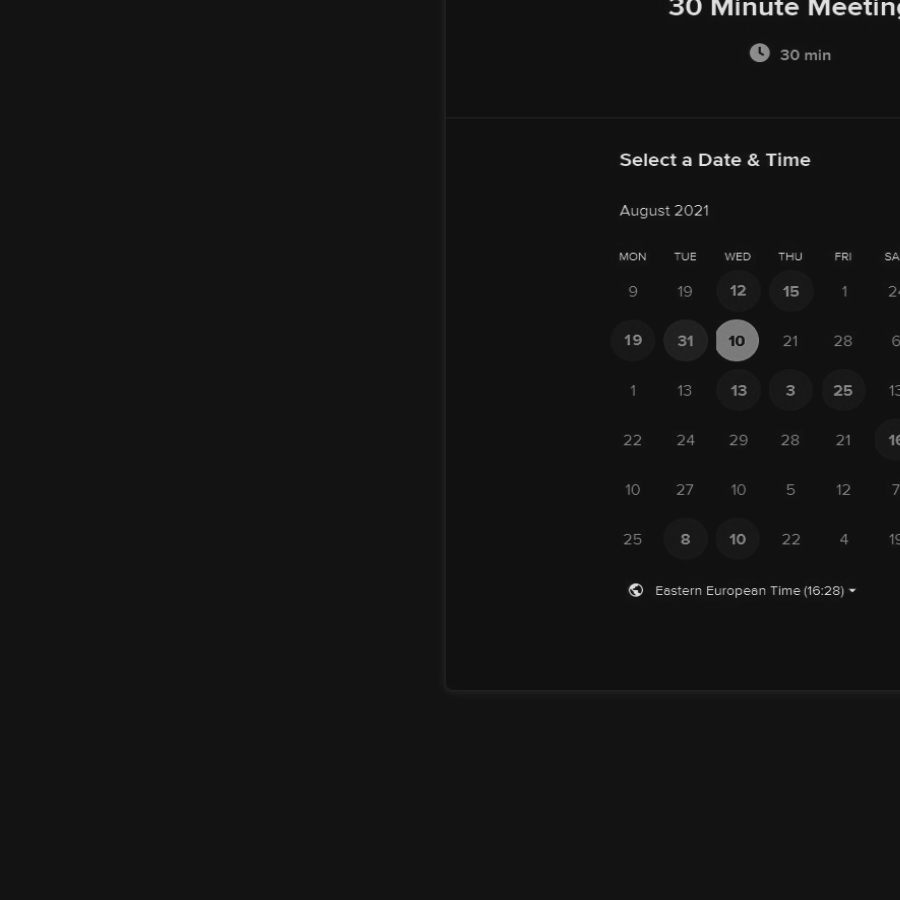 30 Minute Meeting
30 min
Select a Date & Time
August 2021
MON TUE WED THU FRI SA
9 19 12 15 1 24
19 31 10 21 28 6
1 13 13 3 25 13
22 24 29 28 21 16
10 27 10 5 12 7
25 8 10 22 4 19
Eastern European Time (16:28)